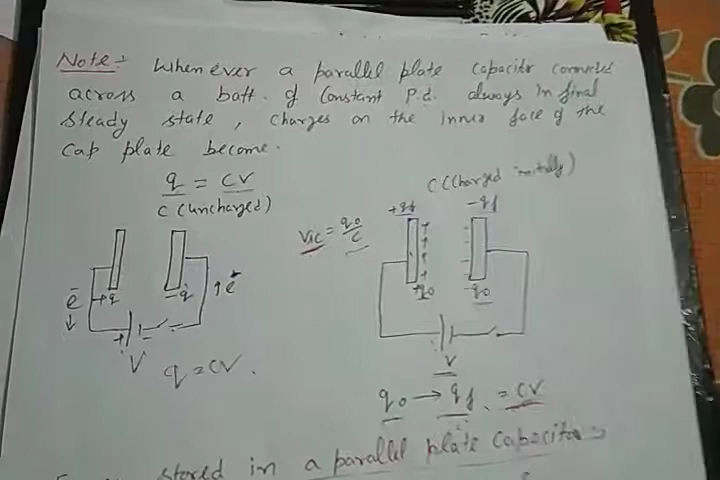 Note:- Whenever a parallel plate capacitor connected
across a batt. of Constant P.d. always in final
steady state, charges on the inner face of the
cap plate become.
q = CV
C (Uncharged)
C (Charged initially)
+qf -qf
Vic = q0/C
+ + + +
- - - -
e-
↓
+q -q
↑ e-
+q0 -q0
+ -
V
V
q = CV.
q0 → qf = CV
stored in a parallel plate Capacitor:-